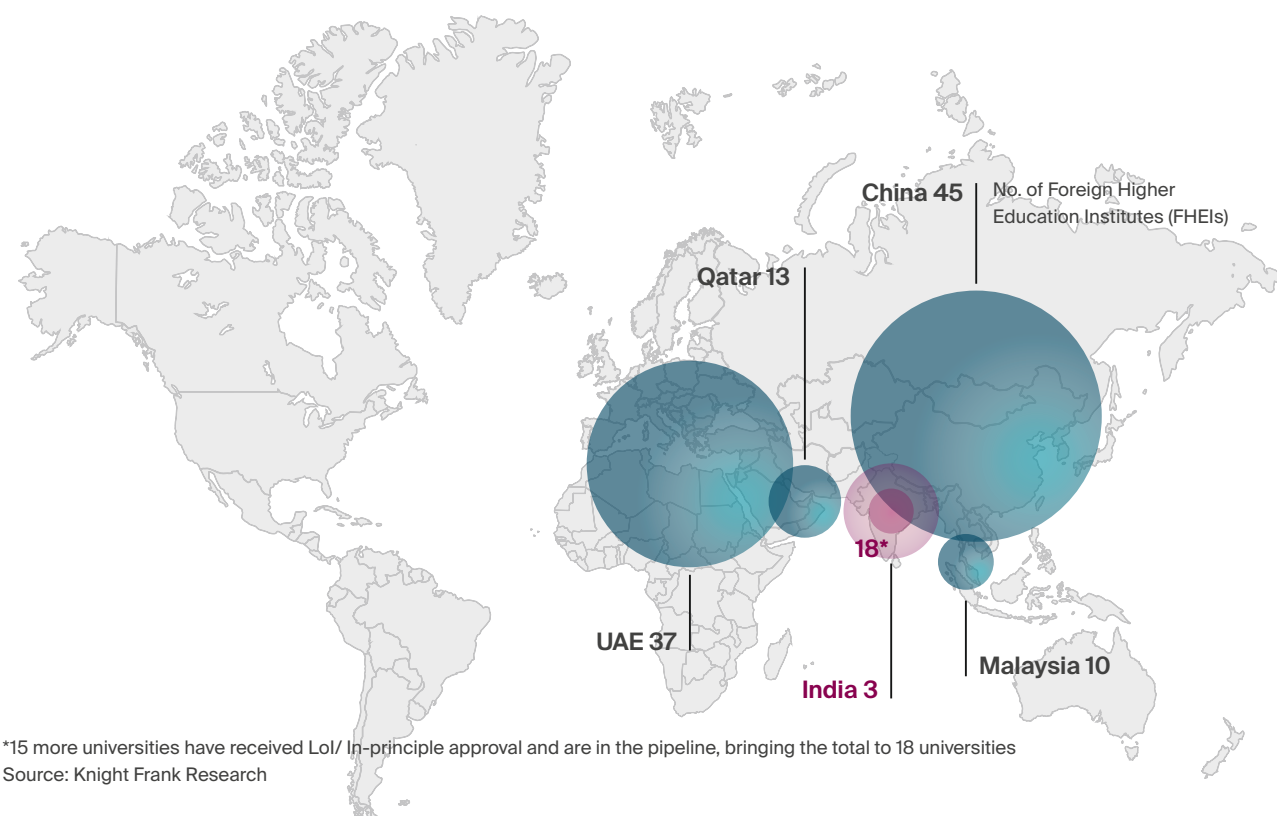 China 45
No. of Foreign Higher
Education Institutes (FHEIs)
Qatar 13
18*
UAE 37
Malaysia 10
India 3
*15 more universities have received LoI/ In-principle approval and are in the pipeline, bringing the total to 18 universities
Source: Knight Frank Research